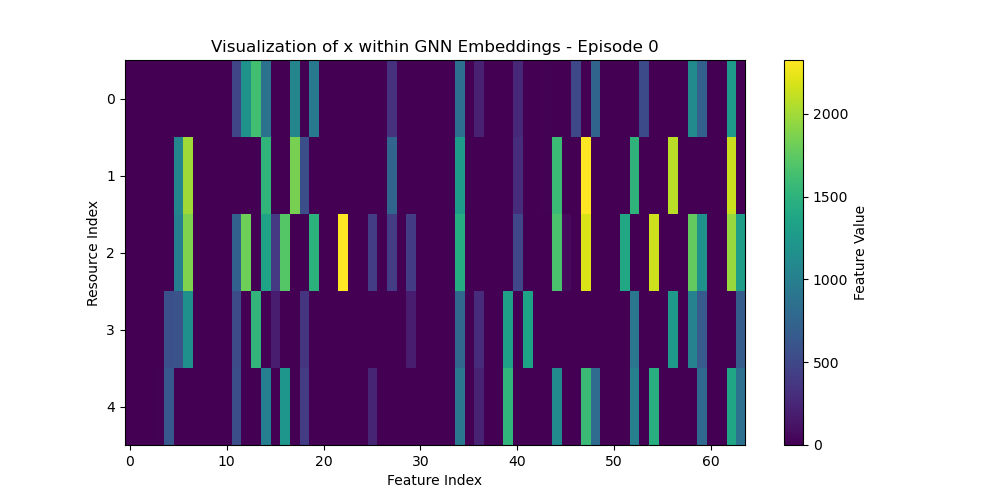 Visualization of x within GNN Embeddings - Episode 0
Resource Index
0
1
2
3
4
0 10 20 30 40 50 60
Feature Index
2000
1500
1000
500
0
Feature Value